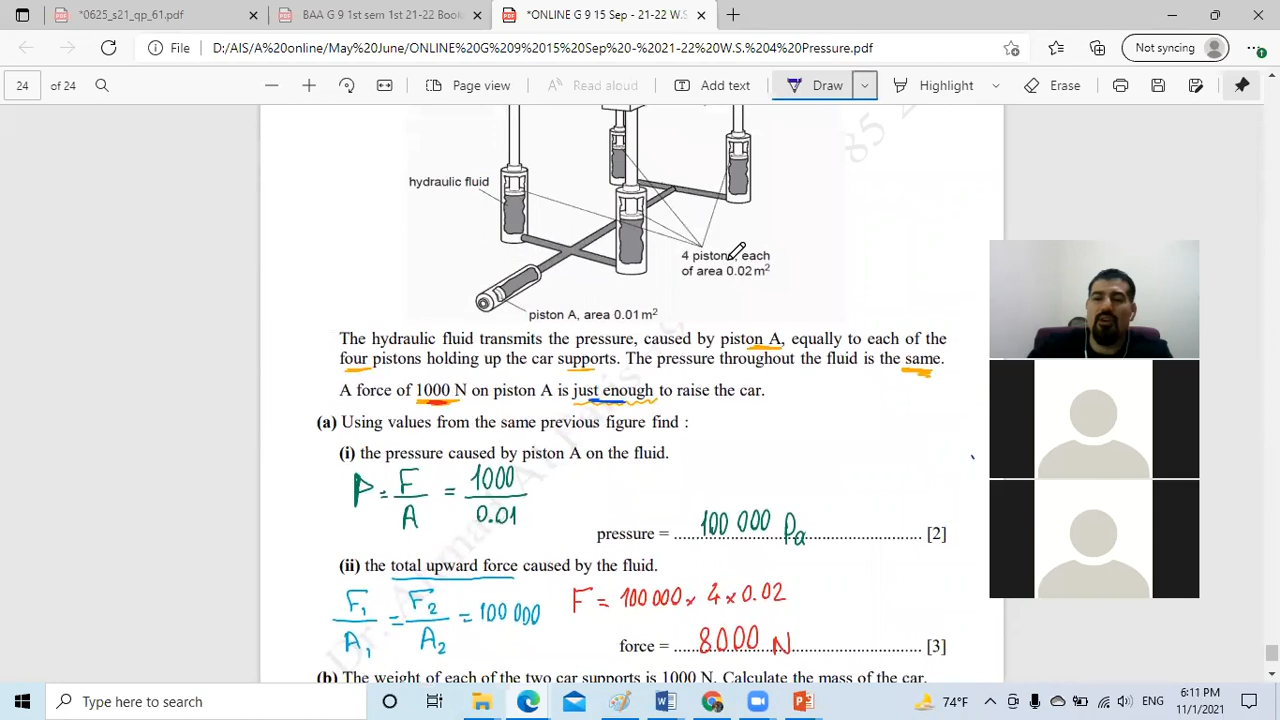 *0625_s21_qp_61.pdf
BAA G 9 1st sem 1st 21-22 Book
*ONLINE G 9 15 Sep - 21-22 W.S.
File
D:/AIS/A%20online/May%20June/ONLINE%20G%209%2015%20Sep%20-%2021-22%20W.S.%204%20Pressure.pdf
Not syncing
24
of 24
Page view
Read aloud
Add text
Draw
Highlight
Erase
85 2
hydraulic fluid
4 pistons, each
of area 0.02 m²
piston A, area 0.01 m²
The hydraulic fluid transmits the pressure, caused by piston A, equally to each of the
four pistons holding up the car supports. The pressure throughout the fluid is the same.
A force of 1000 N on piston A is just enough to raise the car.
(a) Using values from the same previous figure find :
(i) the pressure caused by piston A on the fluid.
P = F/A = 1000/0.01
pressure = ........ 100 000 Pa ........ [2]
(ii) the total upward force caused by the fluid.
F₁/A₁ = F₂/A₂ = 100 000
F = 100 000 × 4 × 0.02
force = ........ 8000 N ........ [3]
(b) The weight of each of the two car supports is 1000 N. Calculate the mass of the car.
Type here to search
74°F
ENG
6:11 PM
11/1/2021